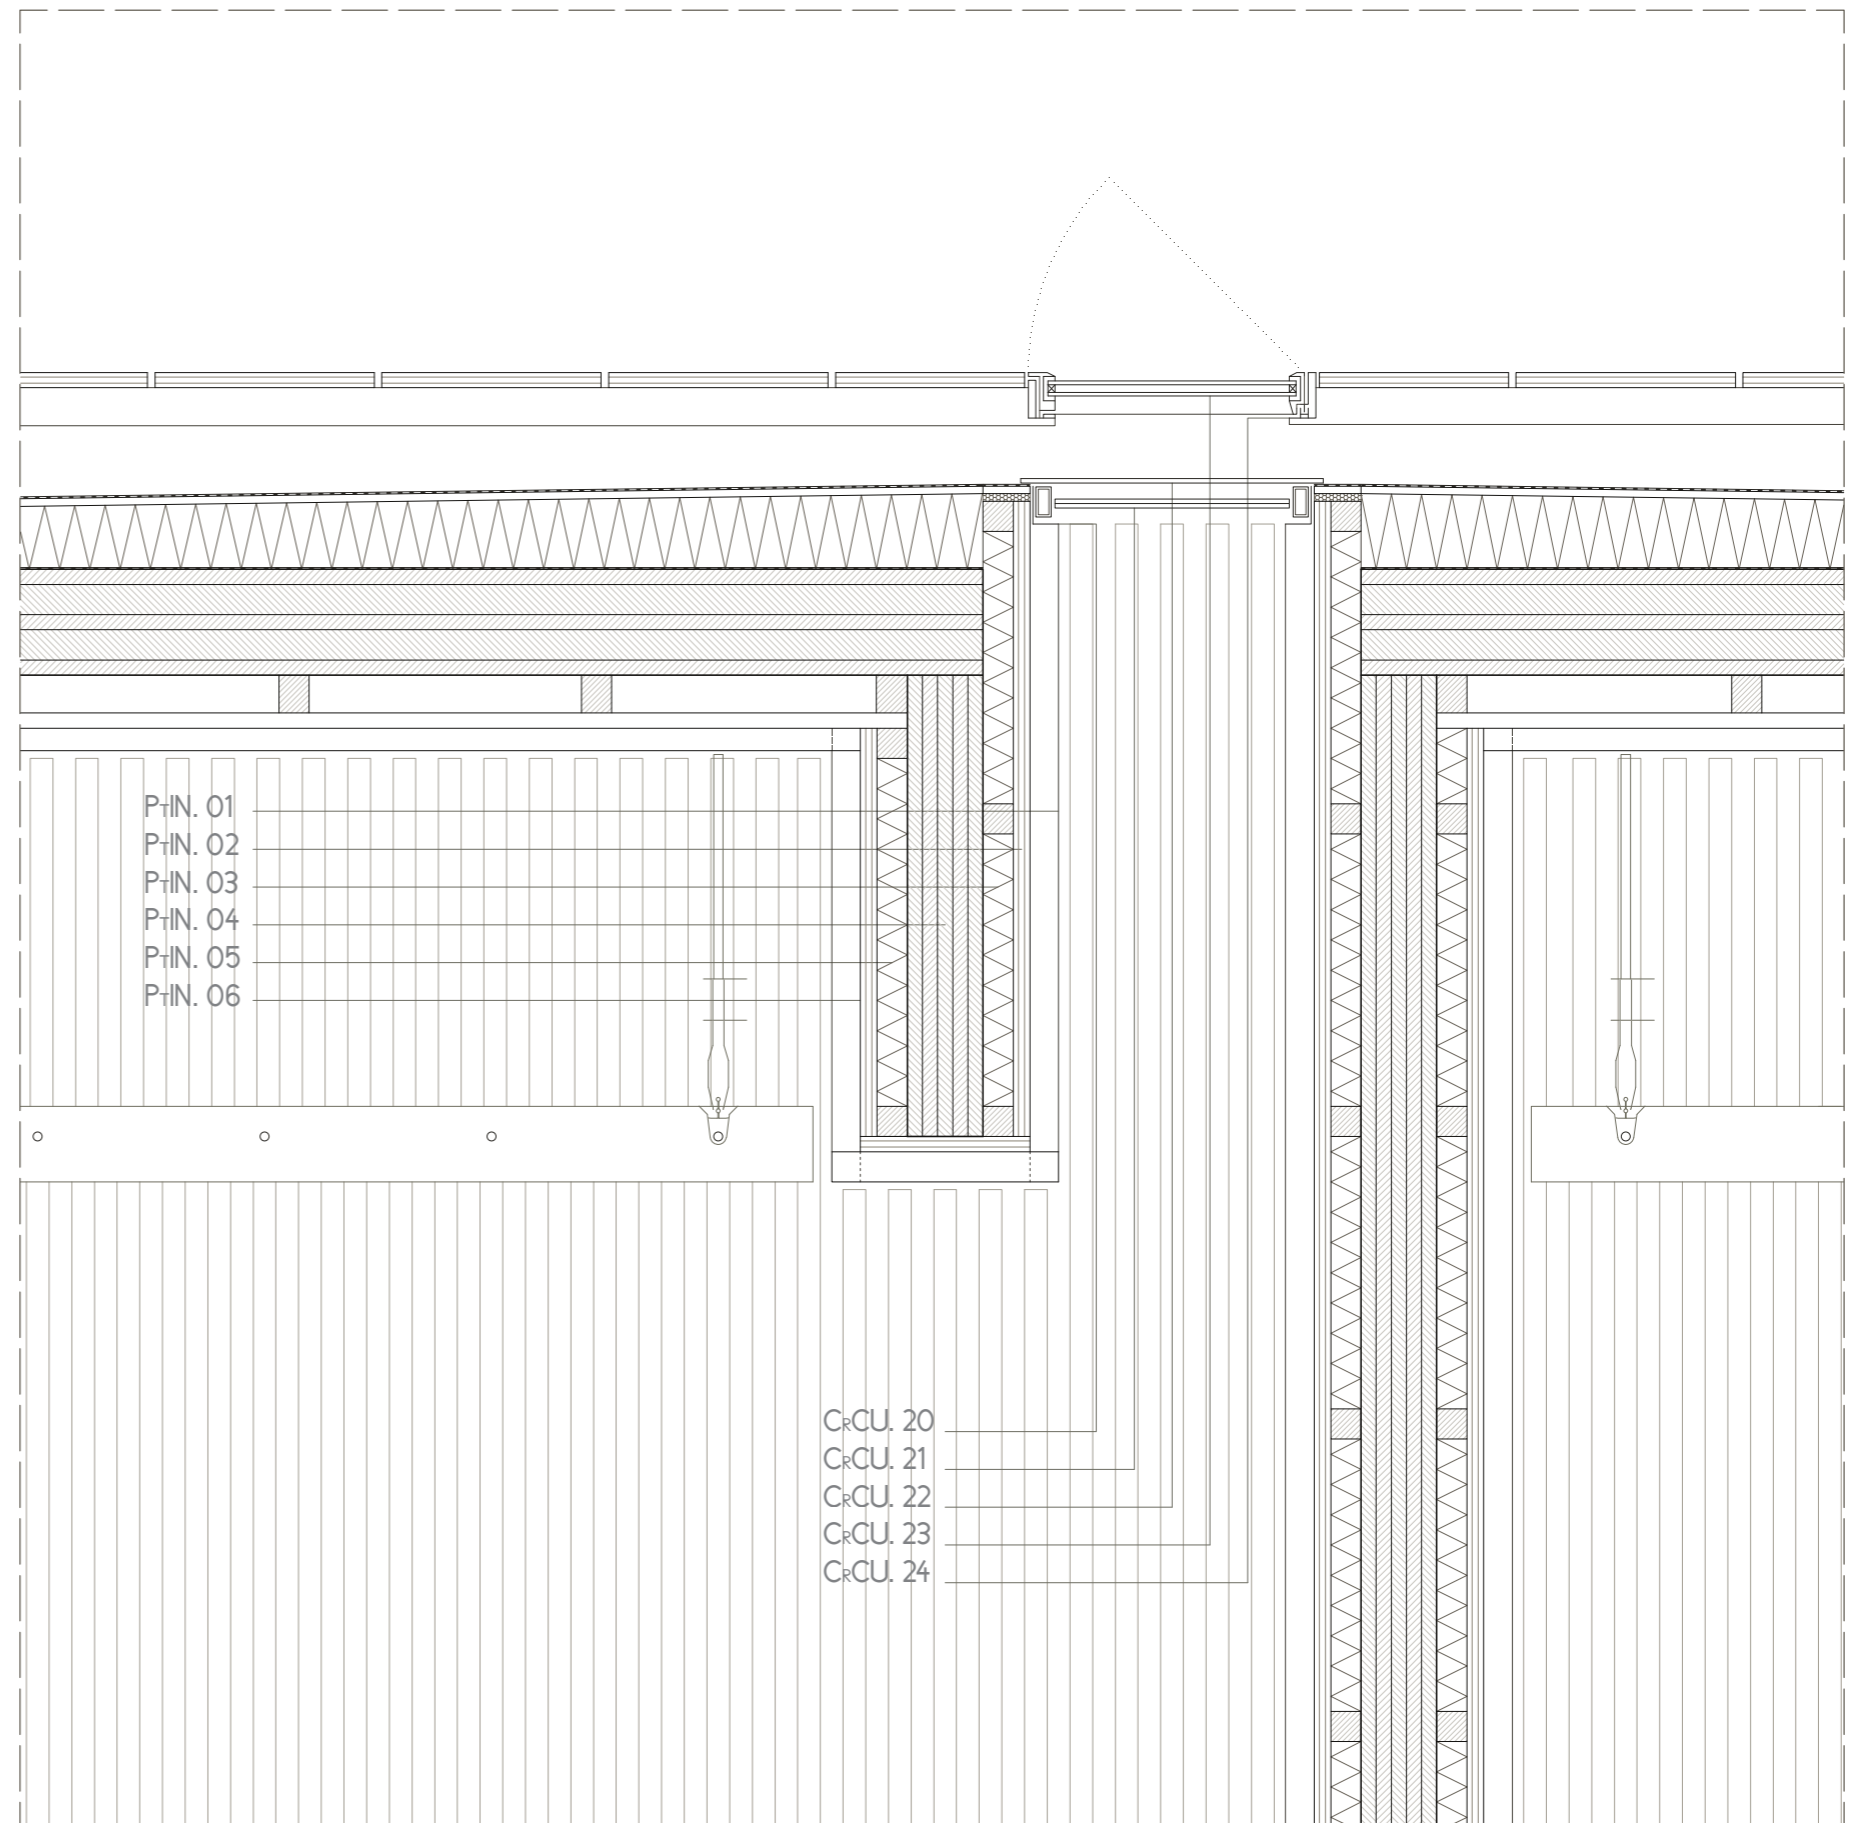 PTIN. 01
PTIN. 02
PTIN. 03
PTIN. 04
PTIN. 05
PTIN. 06
CRCU. 20
CRCU. 21
CRCU. 22
CRCU. 23
CRCU. 24